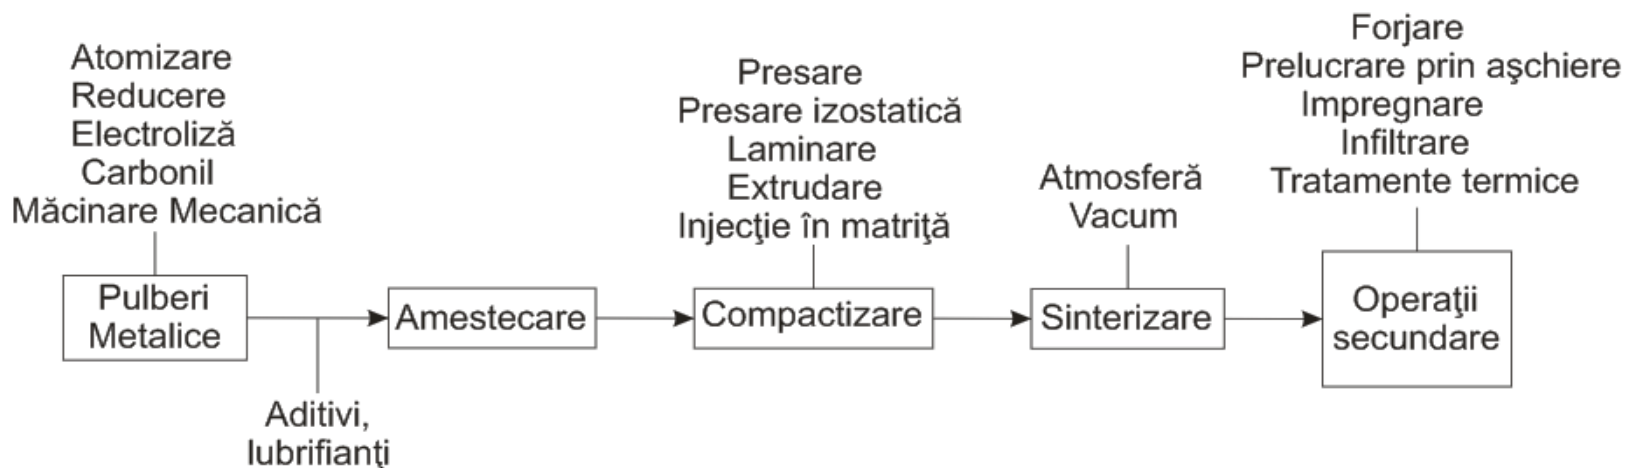 Atomizare
Reducere
Electroliză
Carbonil
Măcinare Mecanică
Pulberi
Metalice
Aditivi,
lubrifianţi
Amestecare
Presare
Presare izostatică
Laminare
Extrudare
Injecţie în matriţă
Compactizare
Atmosferă
Vacum
Sinterizare
Forjare
Prelucrare prin aşchiere
Impregnare
Infiltrare
Tratamente termice
Operaţii
secundare